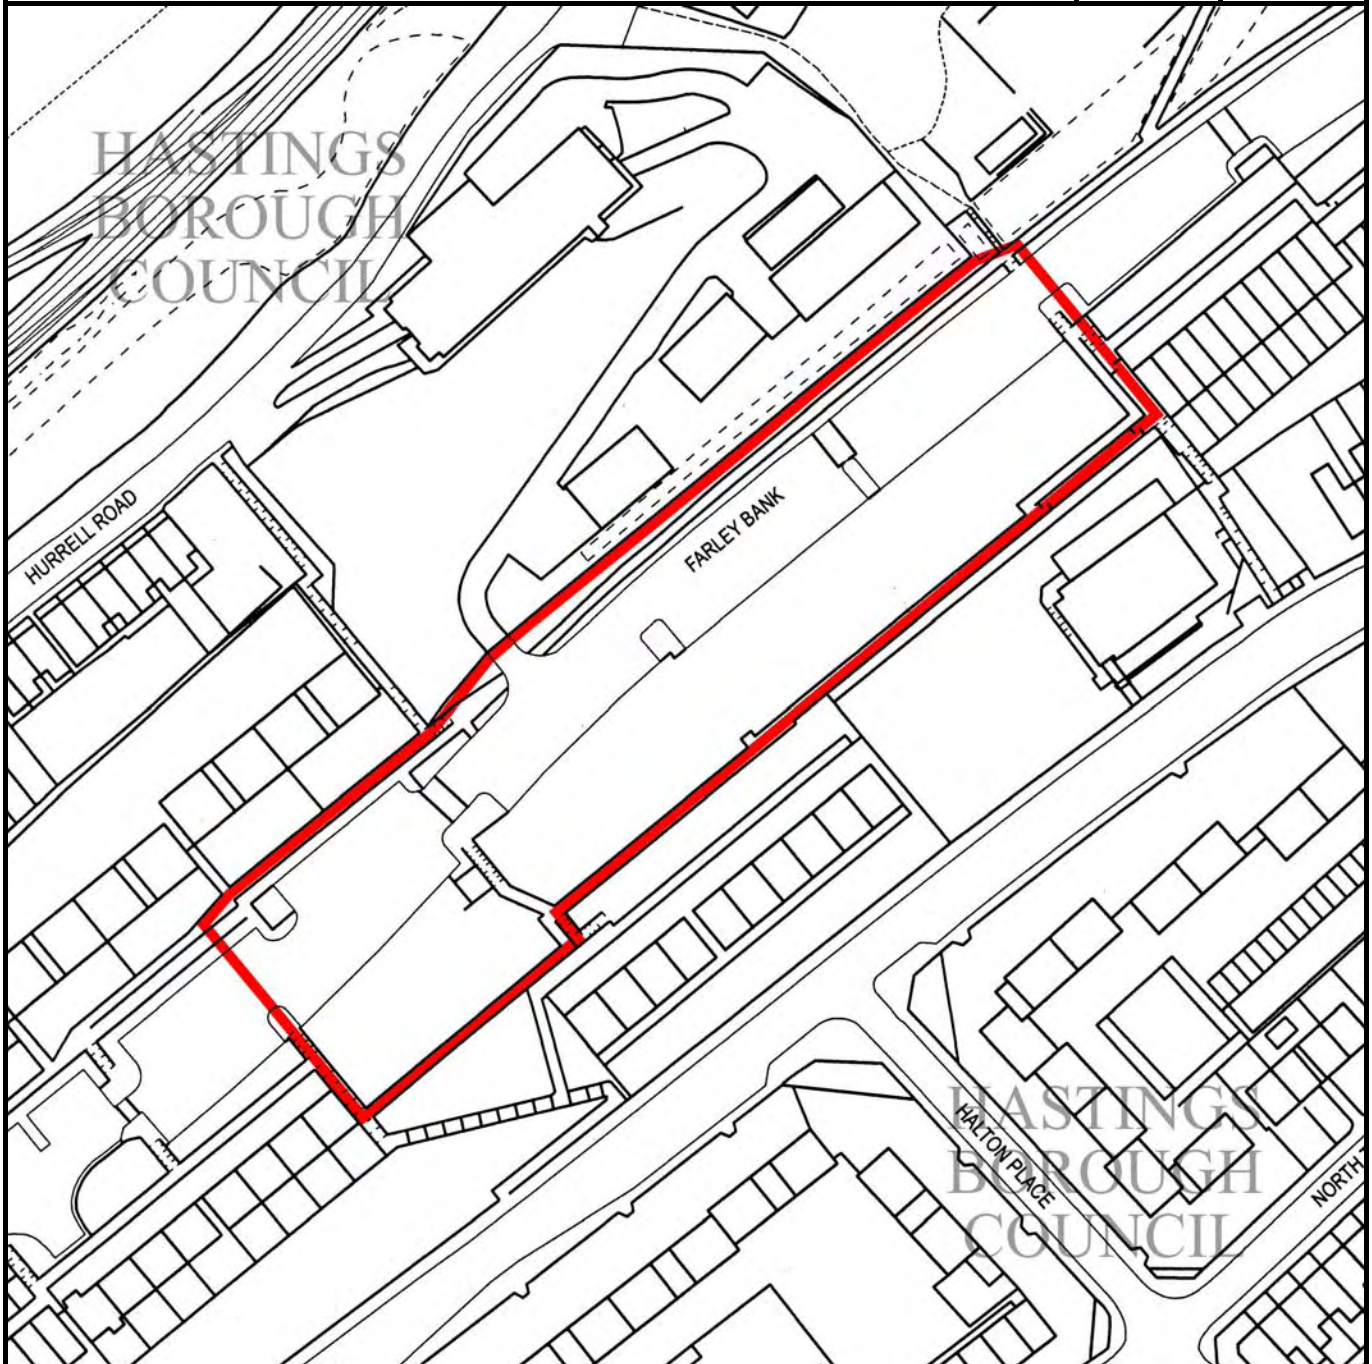 HASTINGS
BOROUGH
COUNCIL
HURRELL ROAD
FARLEY BANK
HASTINGS
BOROUGH
COUNCIL
HALTON PLACE
NORTH